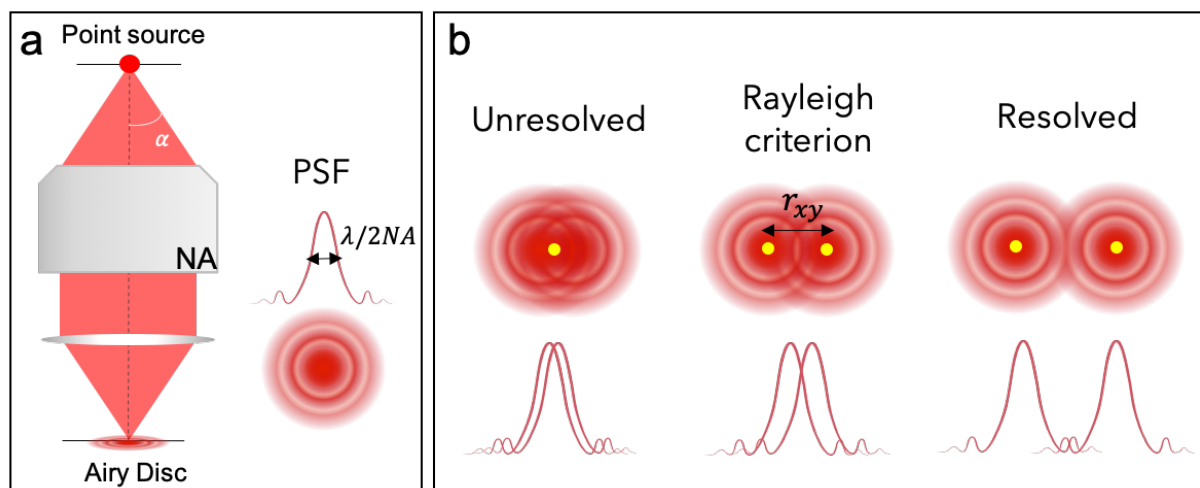 a
Point source
α
NA
Airy Disc
PSF
λ/2NA
b
Unresolved
Rayleigh
criterion
Resolved
r_xy